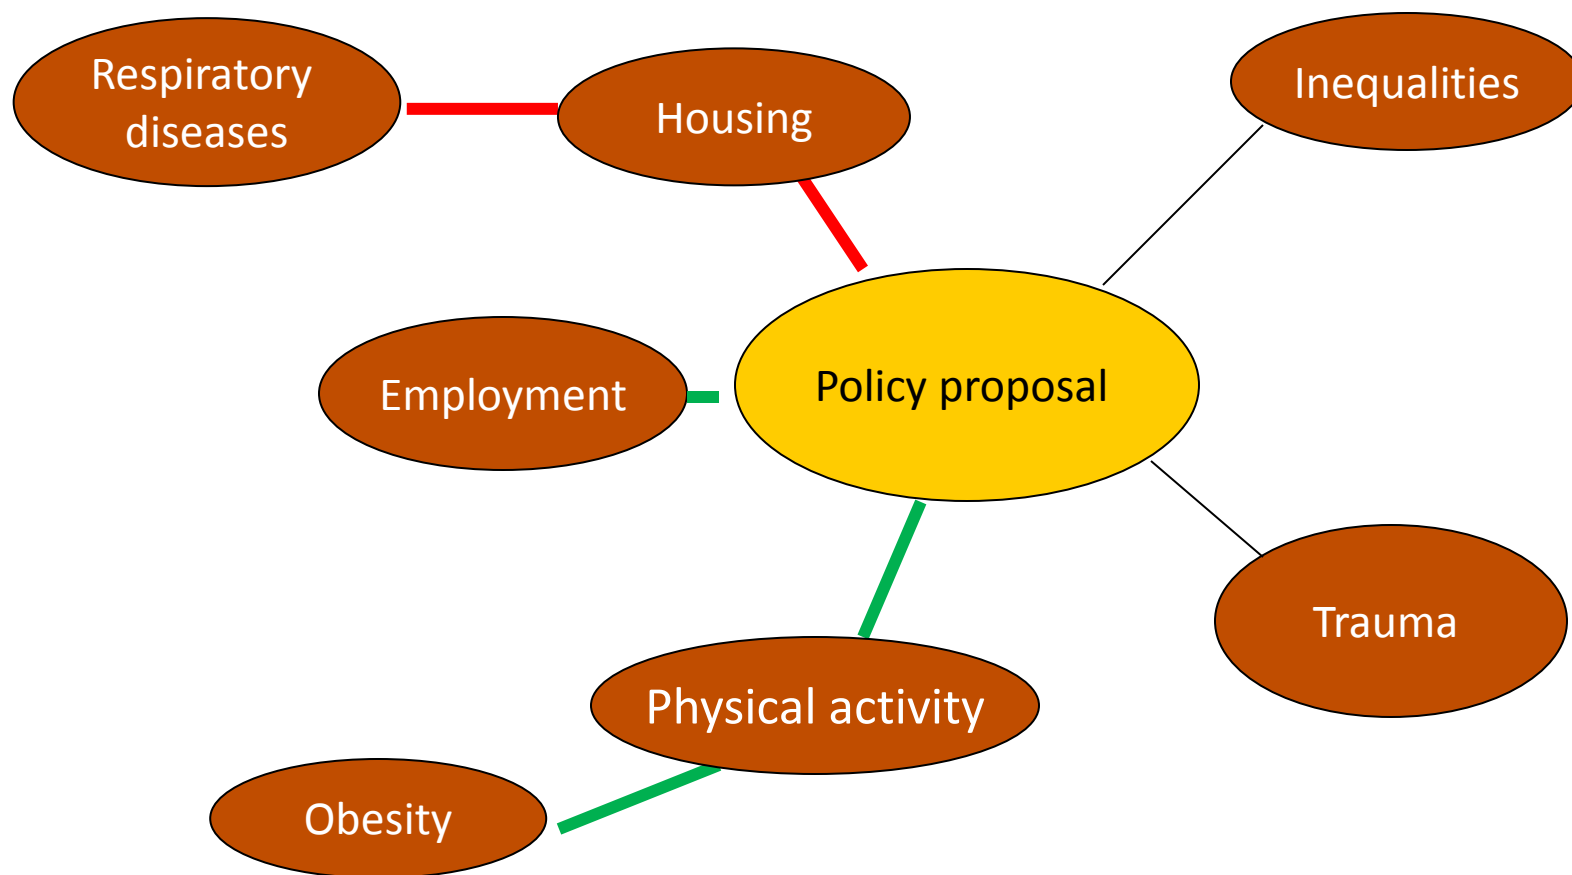 Respiratory
diseases
Housing
Inequalities
Employment
Policy proposal
Trauma
Physical activity
Obesity